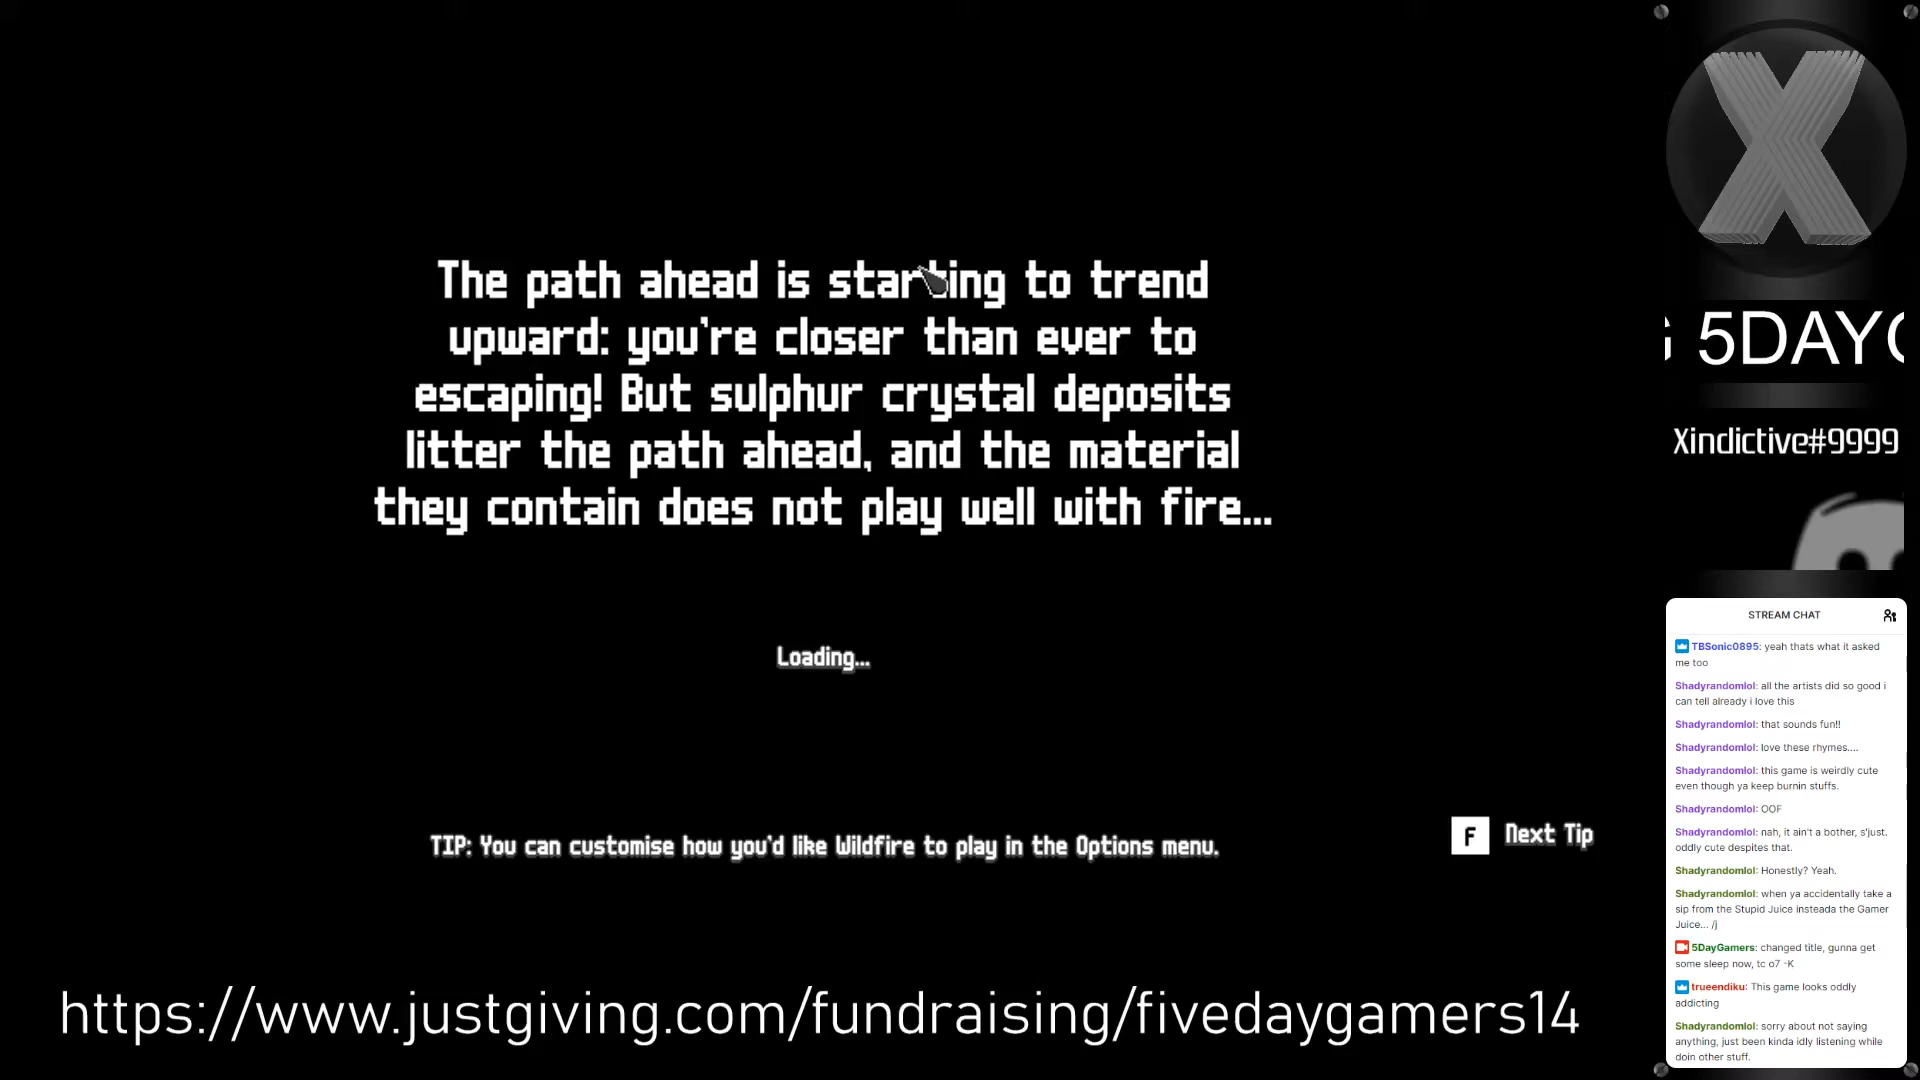 The path ahead is starting to trend
upward: you're closer than ever to
escaping! But sulphur crystal deposits
litter the path ahead, and the material
they contain does not play well with fire...
Loading...
TIP: You can customise how you'd like Wildfire to play in the Options menu.
F Next Tip
https://www.justgiving.com/fundraising/fivedaygamers14
X
5DAYG
Xindictive#9999
STREAM CHAT
TBSonic0895: yeah thats what it asked
me too
Shadyrandomlol: all the artists did so good i
can tell already i love this
Shadyrandomlol: that sounds fun!!
Shadyrandomlol: love these rhymes....
Shadyrandomlol: this game is weirdly cute
even though ya keep burnin stuffs.
Shadyrandomlol: OOF
Shadyrandomlol: nah, it ain't a bother, s'just.
oddly cute despites that.
Shadyrandomlol: Honestly? Yeah.
Shadyrandomlol: when ya accidentally take a
sip from the Stupid Juice insteada the Gamer
Juice... /j
5DayGamers: changed title, gunna get
some sleep now, tc o7 -K
trueendiku: This game looks oddly
addicting
Shadyrandomlol: sorry about not saying
anything, just been kinda idly listening while
doin other stuff.